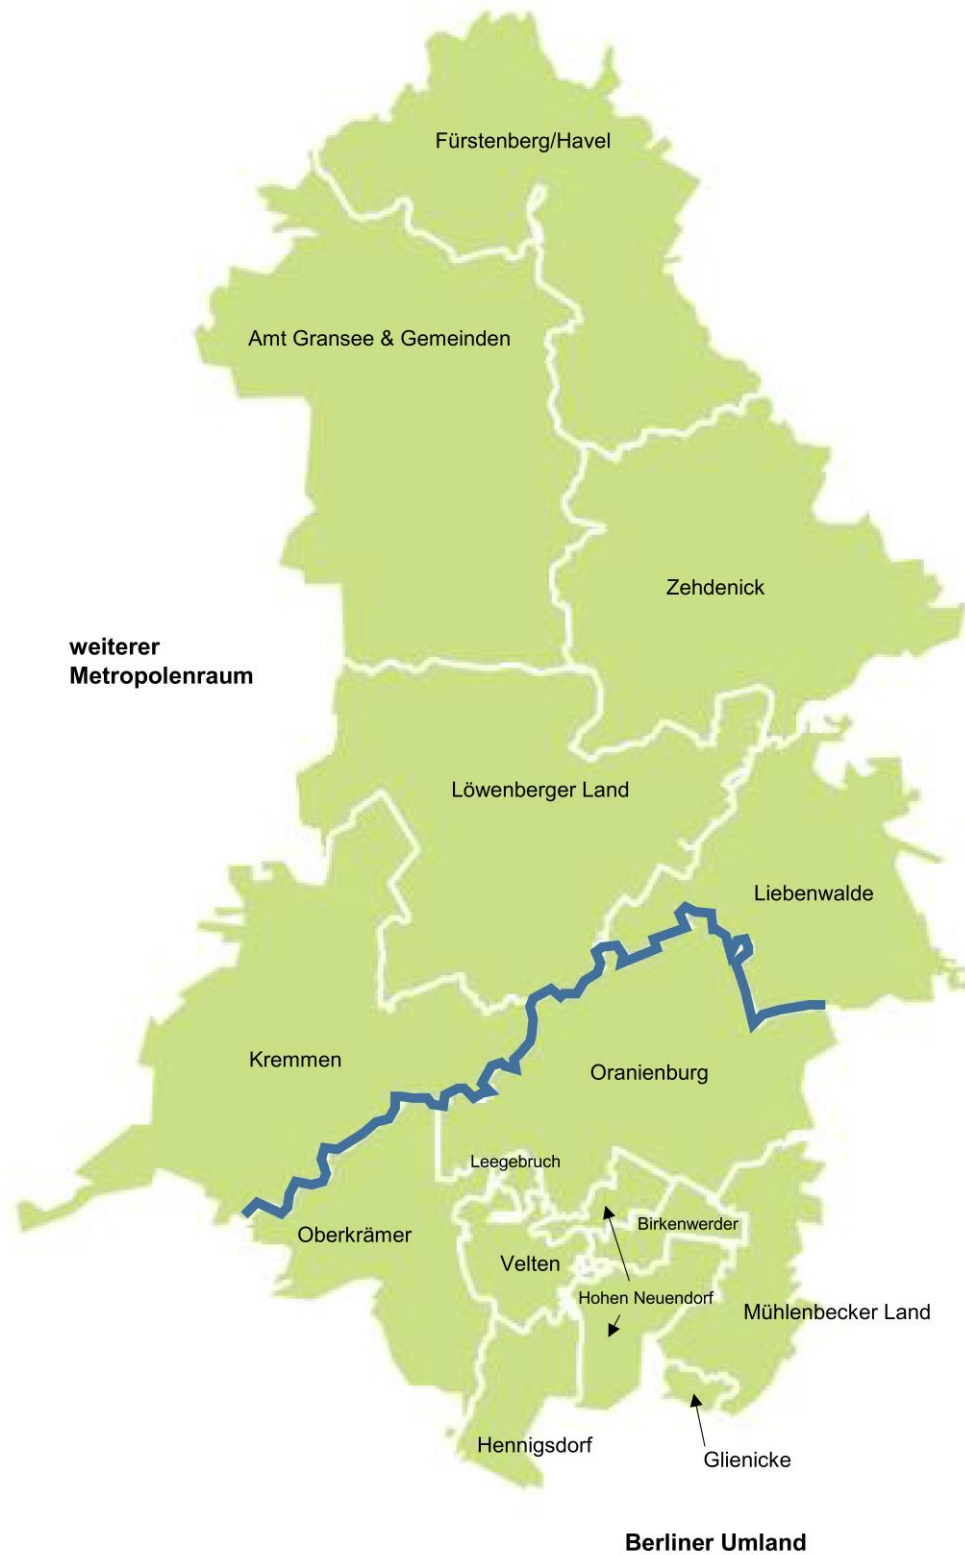 Fürstenberg/Havel
Amt Gransee & Gemeinden
Zehdenick
weiterer
Metropolenraum
Löwenberger Land
Liebenwalde
Kremmen
Oranienburg
Leegebruch
Birkenwerder
Oberkrämer
Velten
Hohen Neuendorf
Mühlenbecker Land
Hennigsdorf
Glienicke
Berliner Umland